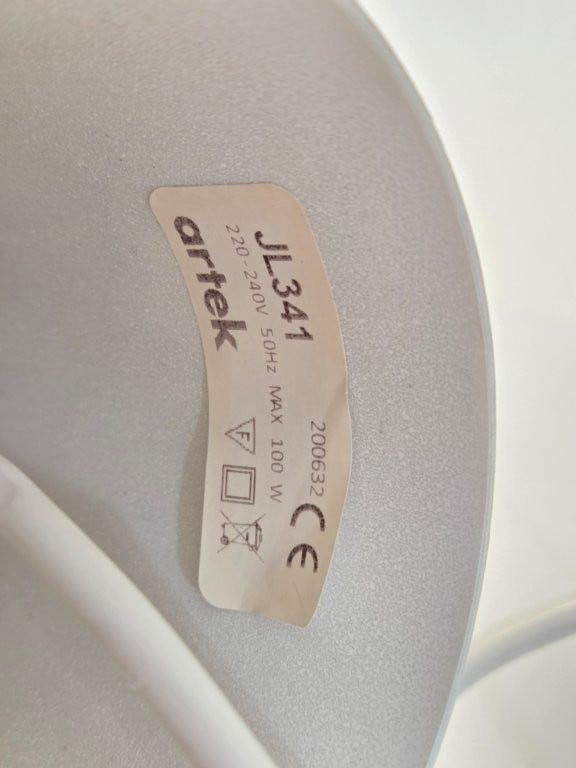 JL341
200632 CE
220-240V 50Hz MAX 100 W
artek
F